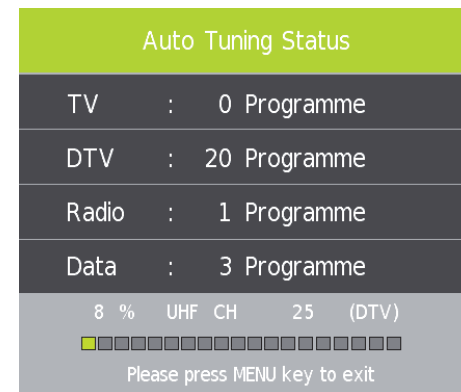 Auto Tuning Status
TV : 0 Programme
DTV : 20 Programme
Radio : 1 Programme
Data : 3 Programme
8 % UHF CH 25 (DTV)
Please press MENU key to exit